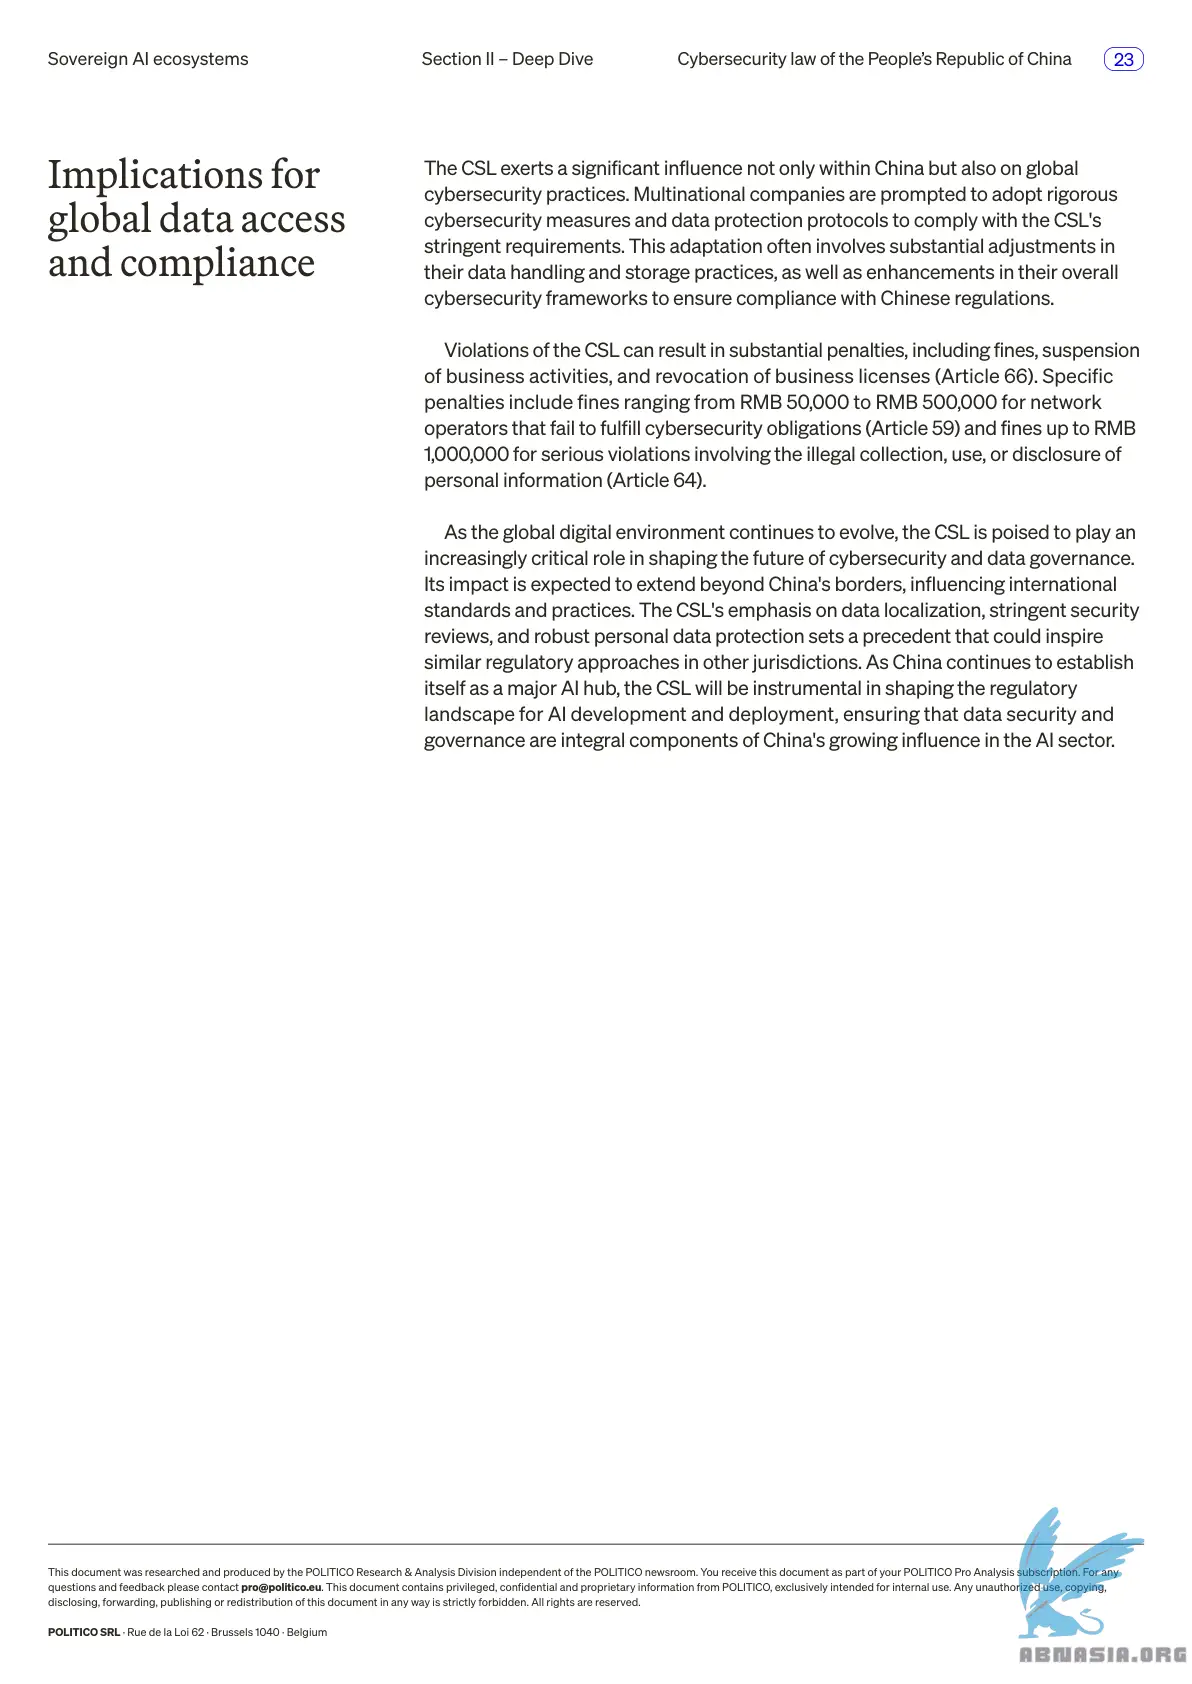 Sovereign AI ecosystems
Section II – Deep Dive
Cybersecurity law of the People’s Republic of China
23
Implications for
global data access
and compliance
The CSL exerts a significant influence not only within China but also on global
cybersecurity practices. Multinational companies are prompted to adopt rigorous
cybersecurity measures and data protection protocols to comply with the CSL's
stringent requirements. This adaptation often involves substantial adjustments in
their data handling and storage practices, as well as enhancements in their overall
cybersecurity frameworks to ensure compliance with Chinese regulations.
Violations of the CSL can result in substantial penalties, including fines, suspension
of business activities, and revocation of business licenses (Article 66). Specific
penalties include fines ranging from RMB 50,000 to RMB 500,000 for network
operators that fail to fulfill cybersecurity obligations (Article 59) and fines up to RMB
1,000,000 for serious violations involving the illegal collection, use, or disclosure of
personal information (Article 64).
As the global digital environment continues to evolve, the CSL is poised to play an
increasingly critical role in shaping the future of cybersecurity and data governance.
Its impact is expected to extend beyond China's borders, influencing international
standards and practices. The CSL's emphasis on data localization, stringent security
reviews, and robust personal data protection sets a precedent that could inspire
similar regulatory approaches in other jurisdictions. As China continues to establish
itself as a major AI hub, the CSL will be instrumental in shaping the regulatory
landscape for AI development and deployment, ensuring that data security and
governance are integral components of China's growing influence in the AI sector.
This document was researched and produced by the POLITICO Research & Analysis Division independent of the POLITICO newsroom. You receive this document as part of your POLITICO Pro Analysis subscription. For any
questions and feedback please contact pro@politico.eu. This document contains privileged, confidential and proprietary information from POLITICO, exclusively intended for internal use. Any unauthorized use, copying,
disclosing, forwarding, publishing or redistribution of this document in any way is strictly forbidden. All rights are reserved.
POLITICO SRL · Rue de la Loi 62 · Brussels 1040 · Belgium
ABNASIA.ORG